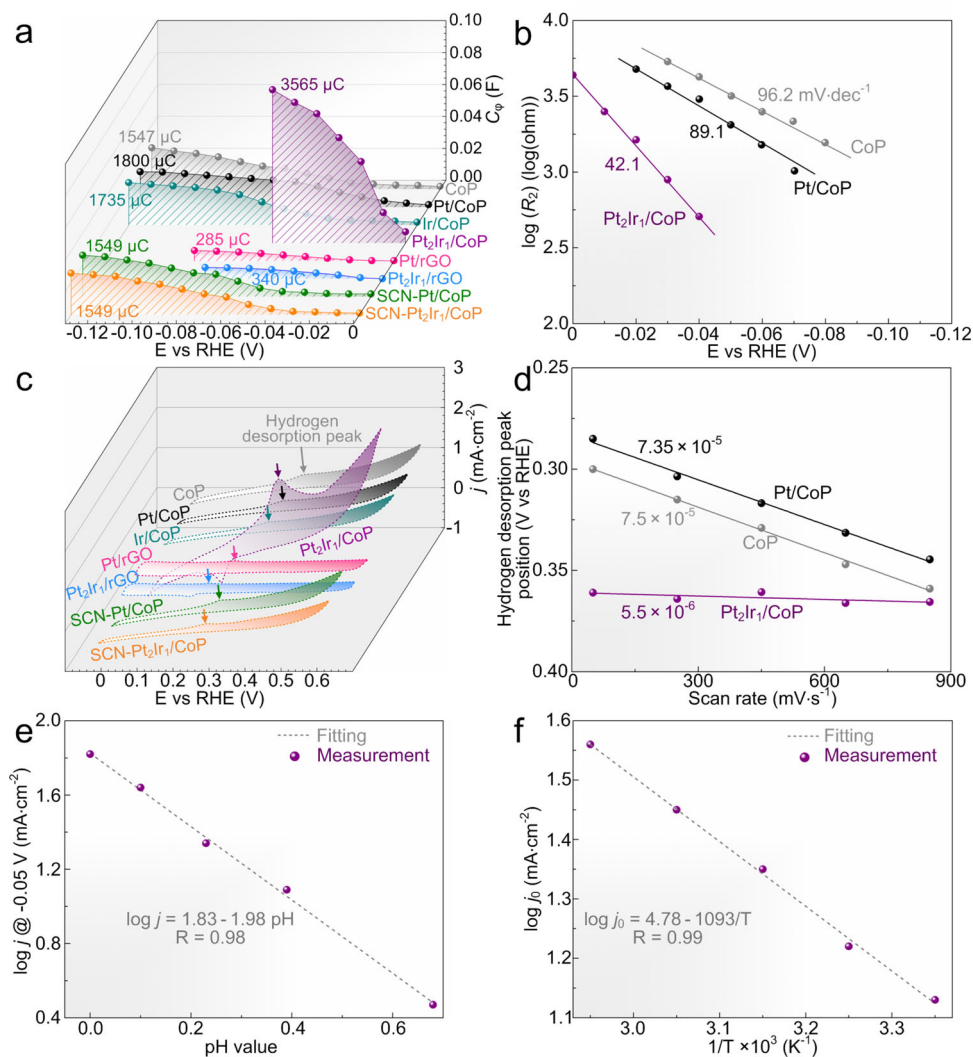 a
0.10
0.08
0.06
0.04
0.02
0.00
Cφ (F)
3565 μC
1547 μC
1800 μC
1735 μC
1549 μC
1549 μC
285 μC
340 μC
CoP
Pt/CoP
Ir/CoP
Pt₂Ir₁/CoP
Pt/rGO
Pt₂Ir₁/rGO
SCN-Pt/CoP
SCN-Pt₂Ir₁/CoP
-0.12 -0.10 -0.08 -0.06 -0.04 -0.02 0
E vs RHE (V)
b
4.0
3.5
3.0
2.5
2.0
log (R₂) (log(ohm))
96.2 mV·dec⁻¹
CoP
89.1
Pt/CoP
42.1
Pt₂Ir₁/CoP
0 -0.02 -0.04 -0.06 -0.08 -0.10 -0.12
E vs RHE (V)
c
3
2
1
0
-1
j (mA·cm⁻²)
Hydrogen
desorption peak
CoP
Pt/CoP
Ir/CoP
Pt₂Ir₁/CoP
Pt/rGO
Pt₂Ir₁/rGO
SCN-Pt/CoP
SCN-Pt₂Ir₁/CoP
0 0.1 0.2 0.3 0.4 0.5 0.6
E vs RHE (V)
d
0.25
0.30
0.35
0.40
Hydrogen desorption peak
position (V vs RHE)
7.35 × 10⁻⁵
Pt/CoP
7.5 × 10⁻⁵
CoP
5.5 × 10⁻⁶
Pt₂Ir₁/CoP
0 300 600 900
Scan rate (mV·s⁻¹)
e
2.0
1.6
1.2
0.8
0.4
log j @ -0.05 V (mA·cm⁻²)
Fitting
Measurement
log j = 1.83 - 1.98 pH
R = 0.98
0.0 0.2 0.4 0.6
pH value
f
1.6
1.5
1.4
1.3
1.2
1.1
log j₀ (mA·cm⁻²)
Fitting
Measurement
log j₀ = 4.78 - 1093/T
R = 0.99
3.0 3.1 3.2 3.3
1/T ×10³ (K⁻¹)